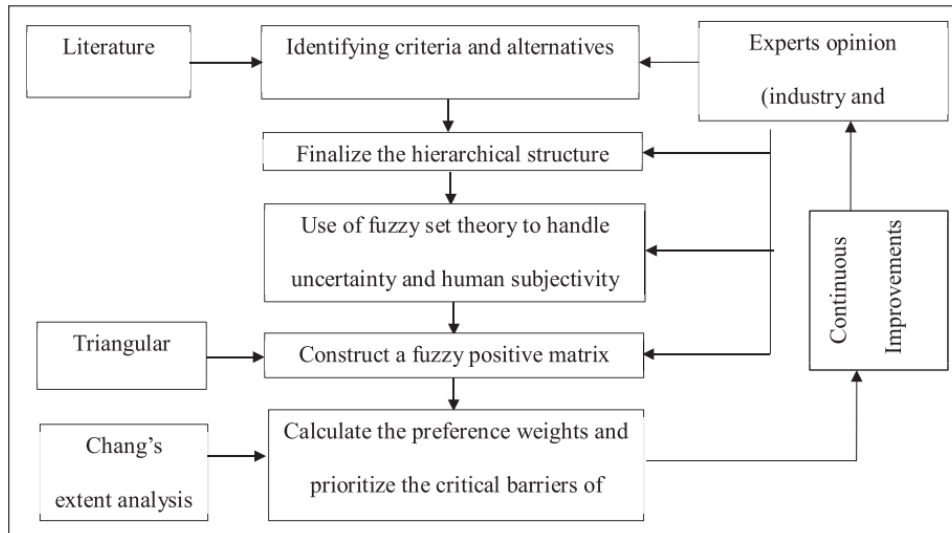 Literature
Identifying criteria and alternatives
Experts opinion
(industry and
Finalize the hierarchical structure
Use of fuzzy set theory to handle
uncertainty and human subjectivity
Continuous
Improvements
Triangular
Construct a fuzzy positive matrix
Chang’s
extent analysis
Calculate the preference weights and
prioritize the critical barriers of